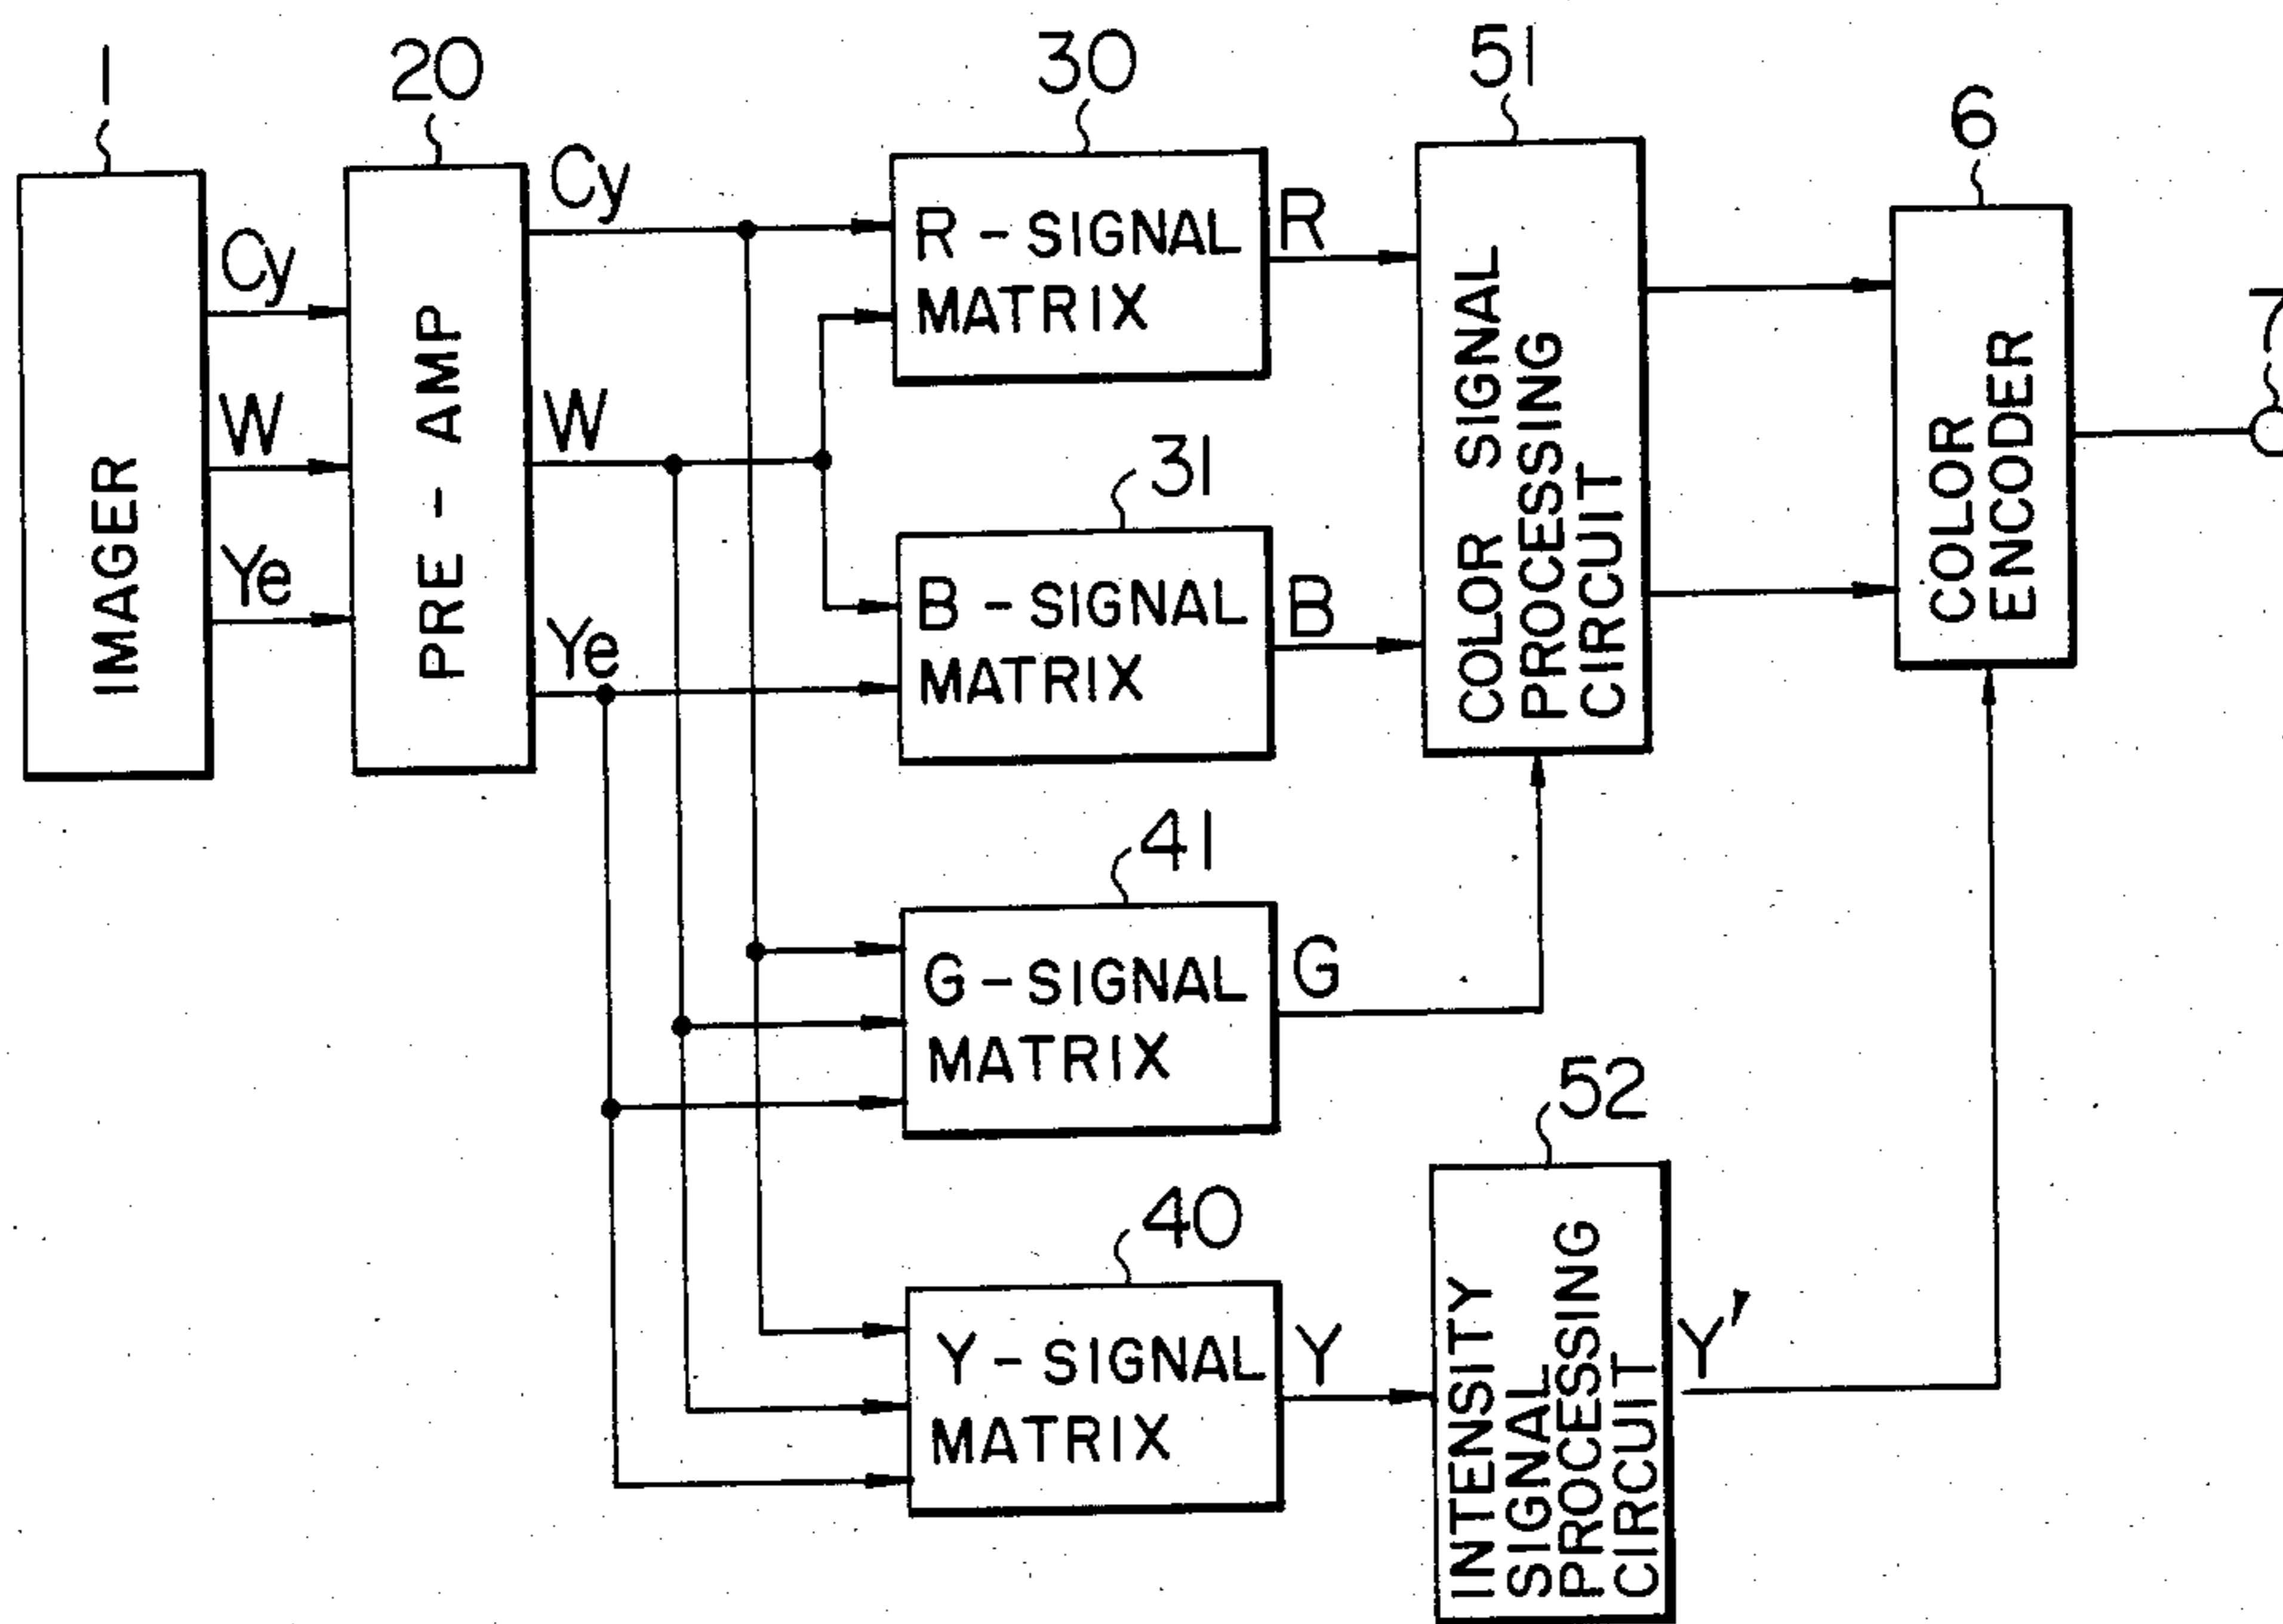 1
20
30
51
6
7
IMAGER
Cy
W
Ye
PRE - AMP
Cy
W
Ye
R - SIGNAL
MATRIX
R
31
B - SIGNAL
MATRIX
B
COLOR SIGNAL
PROCESSING
CIRCUIT
COLOR
ENCODER
41
G - SIGNAL
MATRIX
G
40
Y - SIGNAL
MATRIX
Y
52
INTENSITY
SIGNAL
PROCESSING
CIRCUIT
Y'